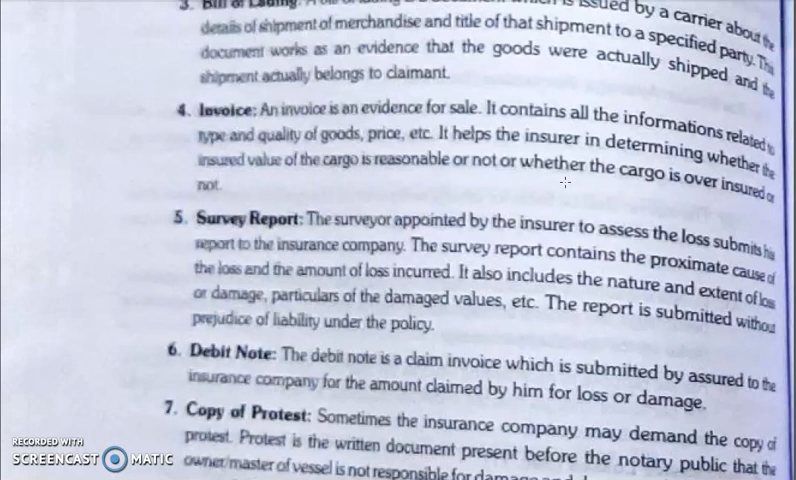 3. Bill of Lading: A bill of lading is a document which is issued by a carrier about the
details of shipment of merchandise and title of that shipment to a specified party. This
document works as an evidence that the goods were actually shipped and the
shipment actually belongs to claimant.
4. Invoice: An invoice is an evidence for sale. It contains all the informations related to
type and quality of goods, price, etc. It helps the insurer in determining whether the
insured value of the cargo is reasonable or not or whether the cargo is over insured or
not.
5. Survey Report: The surveyor appointed by the insurer to assess the loss submits his
report to the insurance company. The survey report contains the proximate cause of
the loss and the amount of loss incurred. It also includes the nature and extent of loss
or damage, particulars of the damaged values, etc. The report is submitted without
prejudice of liability under the policy.
6. Debit Note: The debit note is a claim invoice which is submitted by assured to the
insurance company for the amount claimed by him for loss or damage.
7. Copy of Protest: Sometimes the insurance company may demand the copy of
protest. Protest is the written document present before the notary public that the
owner/master of vessel is not responsible for damage
RECORDED WITH
SCREENCAST MATIC